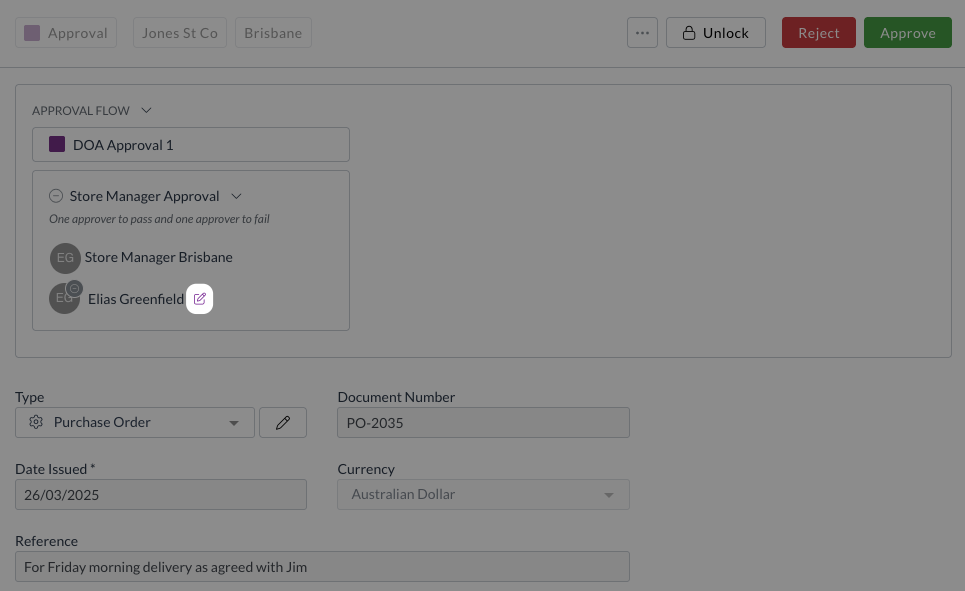 Approval Jones St Co Brisbane ... Unlock Reject Approve
APPROVAL FLOW
DOA Approval 1
Store Manager Approval
One approver to pass and one approver to fail
EG Store Manager Brisbane
EG Elias Greenfield
Type Document Number
Purchase Order PO-2035
Date Issued * Currency
26/03/2025 Australian Dollar
Reference
For Friday morning delivery as agreed with Jim